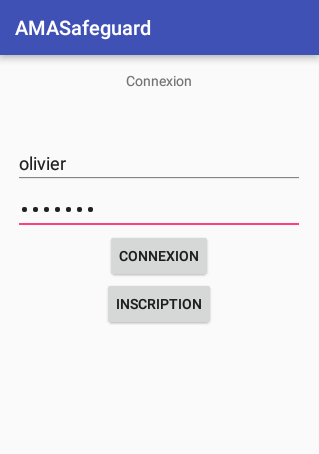 AMASafeguard
Connexion
olivier
•••••••
CONNEXION
INSCRIPTION